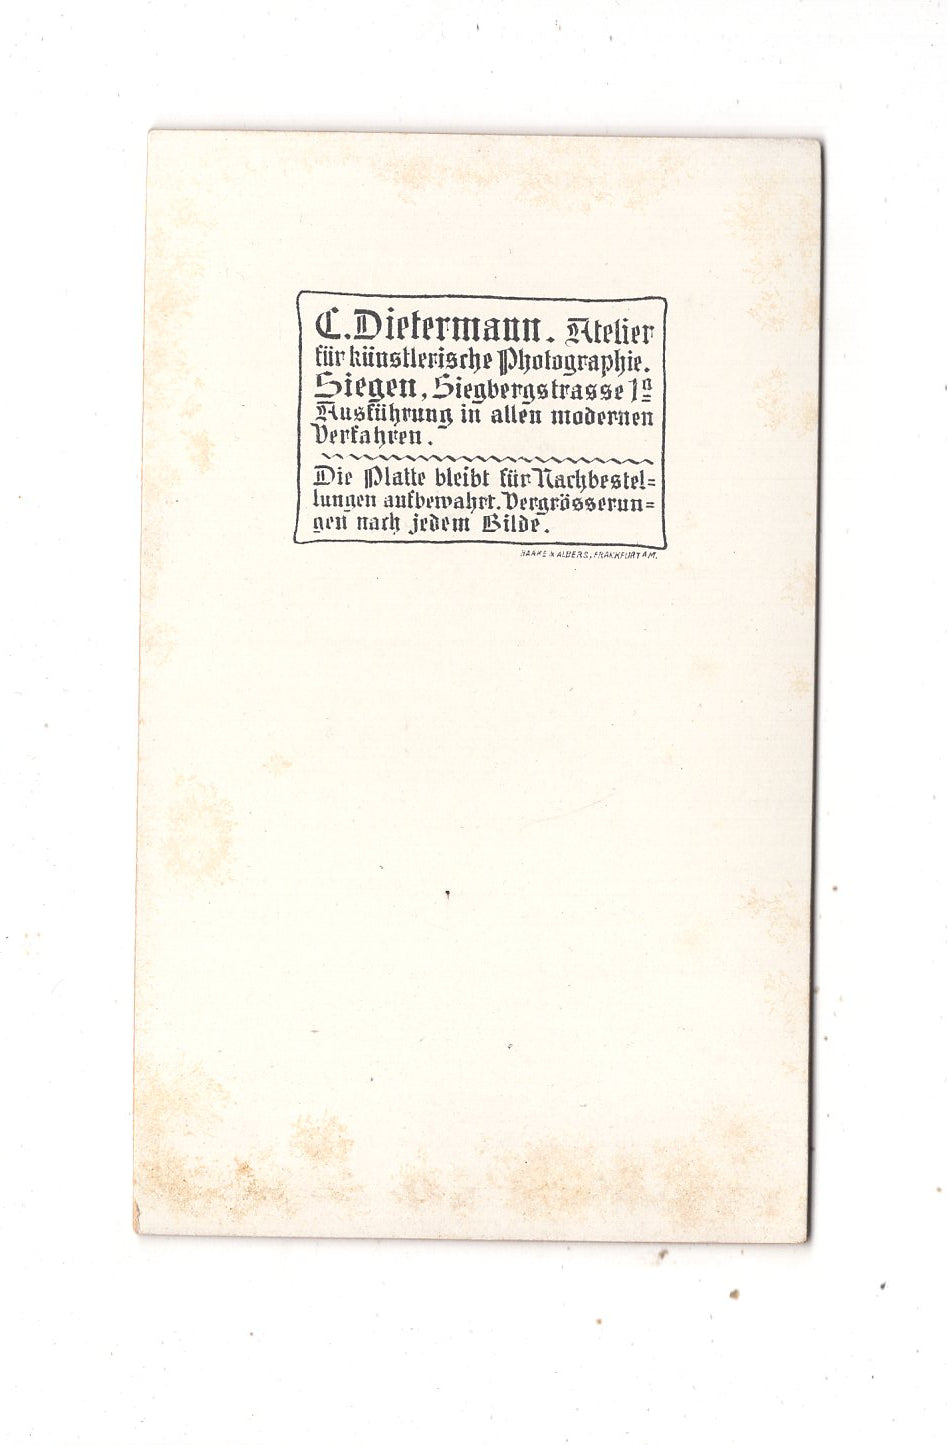 C. Dietermann. Atelier
für künstlerische Photographie.
Siegen, Siegbergstrasse 1a
Ausführung in allen modernen
Verfahren.
Die Platte bleibt für Nachbestel=
lungen aufbewahrt. Vergrösserun=
gen nach jedem Bilde.
HAAKE & ALBERS, FRANKFURT A M.